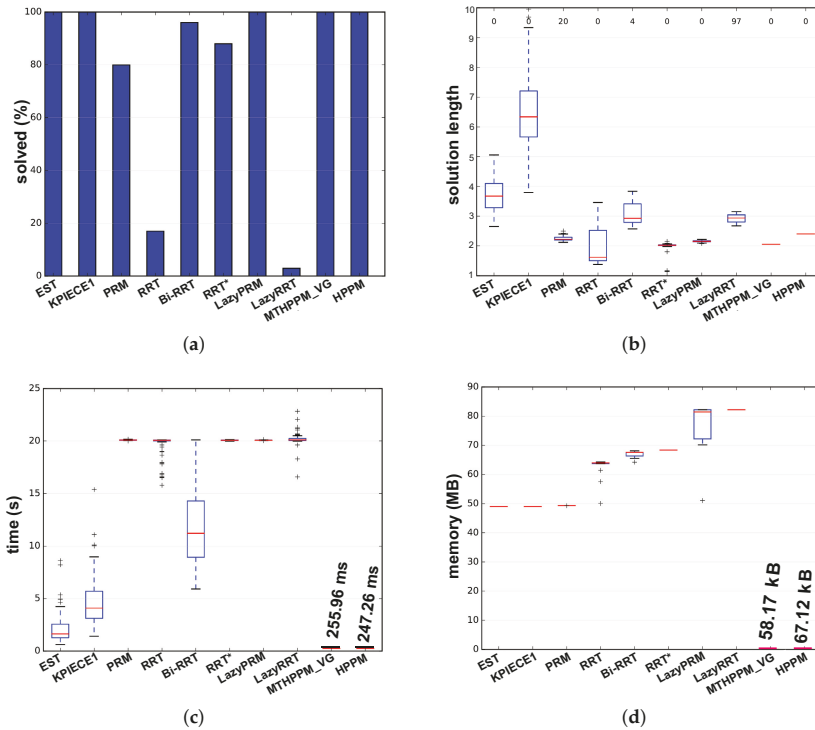 100
80
60
40
20
0
solved (%)
EST
KPIECE1
PRM
RRT
Bi-RRT
RRT*
LazyPRM
LazyRRT
MTHPPM_VG
HPPM
(a)
10
9
8
7
6
5
4
3
2
1
solution length
0 0 20 0 4 0 0 97 0 0
EST
KPIECE1
PRM
RRT
Bi-RRT
RRT*
LazyPRM
LazyRRT
MTHPPM_VG
HPPM
(b)
25
20
15
10
5
0
time (s)
255.96 ms
247.26 ms
EST
KPIECE1
PRM
RRT
Bi-RRT
RRT*
LazyPRM
LazyRRT
MTHPPM_VG
HPPM
(c)
90
80
70
60
50
40
30
20
10
0
memory (MB)
58.17 kB
67.12 kB
EST
KPIECE1
PRM
RRT
Bi-RRT
RRT*
LazyPRM
LazyRRT
MTHPPM_VG
HPPM
(d)